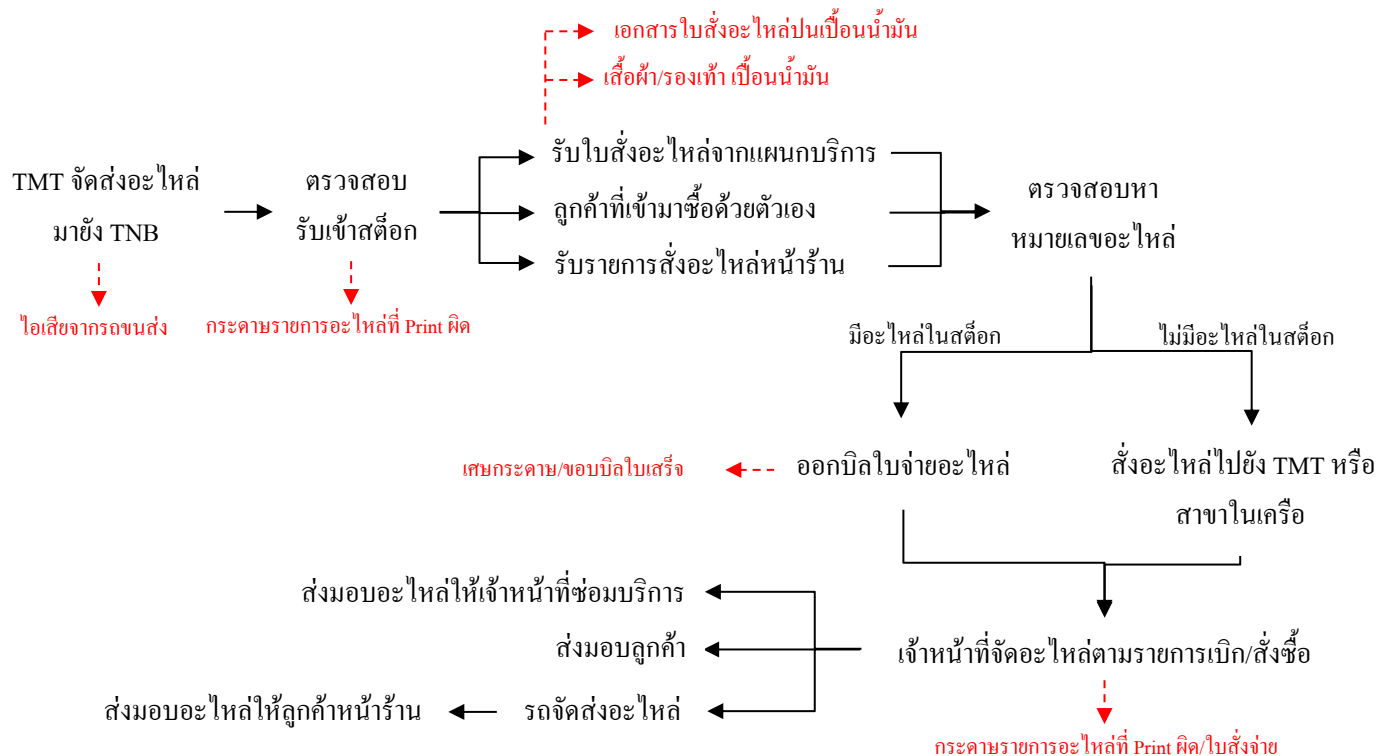 เอกสารใบสั่งอะไหล่ปนเปื้อนน้ำมัน
เสื้อผ้า/รองเท้า เปื้อนน้ำมัน
TMT จัดส่งอะไหล่
มายัง TNB
ตรวจสอบ
รับเข้าสต็อก
รับใบสั่งอะไหล่จากแผนกบริการ
ลูกค้าที่เข้ามาซื้อด้วยตัวเอง
รับรายการสั่งอะไหล่หน้าร้าน
ตรวจสอบหา
หมายเลขอะไหล่
ไอเสียจากรถขนส่ง
กระดาษรายการอะไหล่ที่ Print ผิด
มีอะไหล่ในสต็อก
ไม่มีอะไหล่ในสต็อก
เศษกระดาษ/ขอบบิลใบเสร็จ
ออกบิลใบจ่ายอะไหล่
สั่งอะไหล่ไปยัง TMT หรือ
สาขาในเครือ
ส่งมอบอะไหล่ให้เจ้าหน้าที่ซ่อมบริการ
ส่งมอบลูกค้า
เจ้าหน้าที่จัดอะไหล่ตามรายการเบิก/สั่งซื้อ
ส่งมอบอะไหล่ให้ลูกค้าหน้าร้าน
รถจัดส่งอะไหล่
กระดาษรายการอะไหล่ที่ Print ผิด/ใบสั่งจ่าย